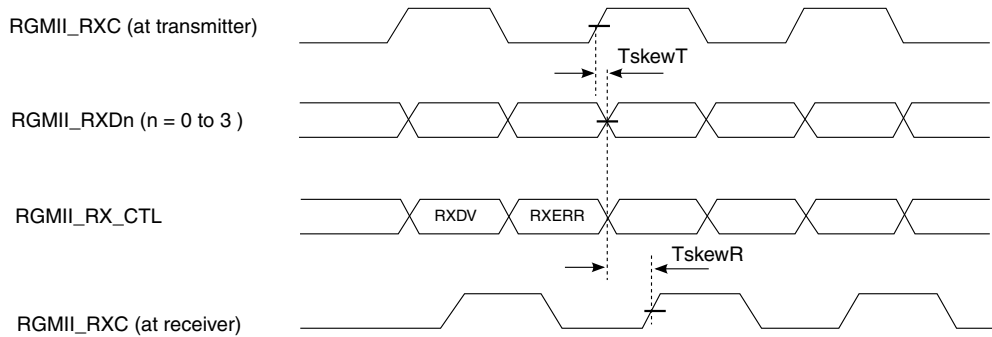 RGMII_RXC (at transmitter)
TskewT
RGMII_RXDn (n = 0 to 3 )
RGMII_RX_CTL
RXDV
RXERR
TskewR
RGMII_RXC (at receiver)